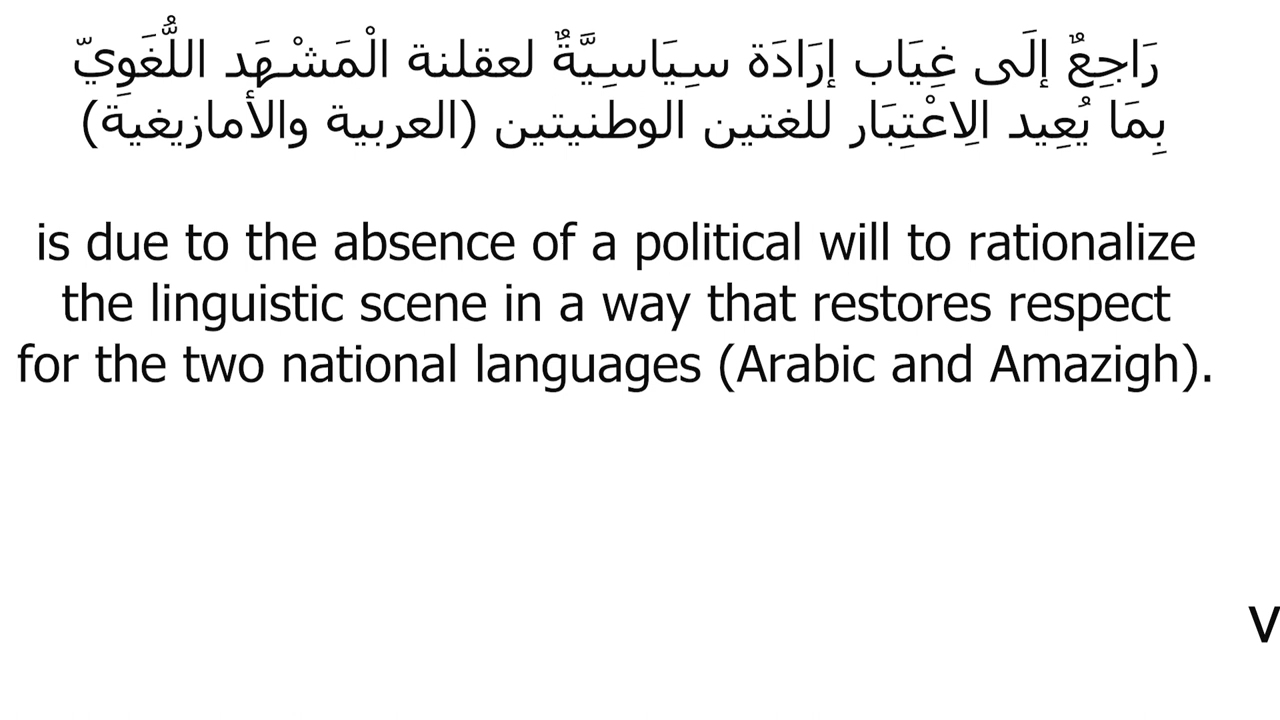 رَاجِعٌ إلَى غِيَاب إرَادَة سِيَاسِيَّةٌ لعقلنة الْمَشْهَد اللُّغَوِيّ
بِمَا يُعِيد الِاعْتِبَار للغتين الوطنيتين (العربية والأمازيغية)
is due to the absence of a political will to rationalize
the linguistic scene in a way that restores respect
for the two national languages (Arabic and Amazigh).
v